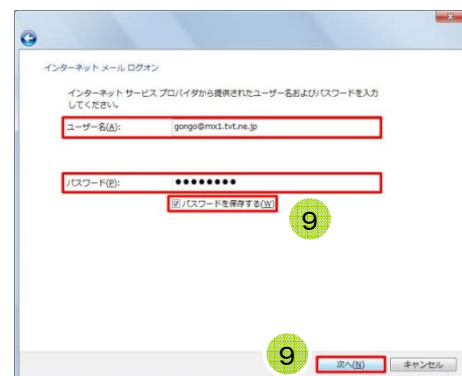 インターネット メール ログオン
インターネット サービス プロバイダから提供されたユーザー名およびパスワードを入力
してください。
ユーザー名(A): gongo@mx1.tvt.ne.jp
パスワード(P): ●●●●●●●●
パスワードを保存する(W)
9
9
次へ(N) キャンセル